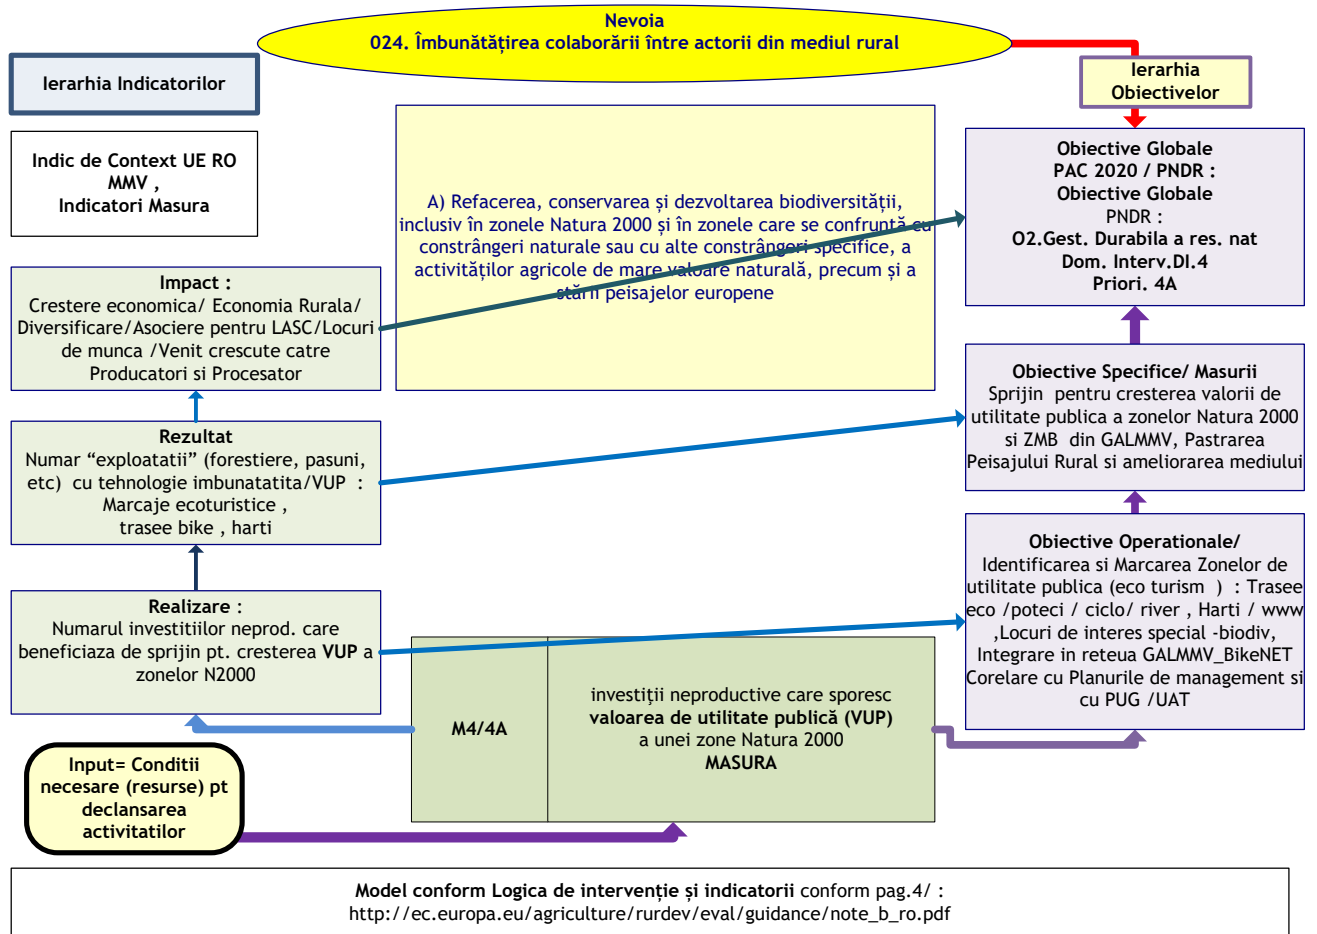 Nevoia
024. Îmbunătățirea colaborării între actorii din mediul rural
Ierarhia Indicatorilor
Ierarhia
Obiectivelor
Indic de Context UE RO
MMV ,
Indicatori Masura
A) Refacerea, conservarea și dezvoltarea biodiversității,
inclusiv în zonele Natura 2000 și în zonele care se confruntă cu
constrângeri naturale sau cu alte constrângeri specifice, a
activităților agricole de mare valoare naturală, precum și a
stării peisajelor europene
Obiective Globale
PAC 2020 / PNDR :
Obiective Globale
PNDR :
O2.Gest. Durabila a res. nat
Dom. Interv.DI.4
Priori. 4A
Impact :
Crestere economica/ Economia Rurala/
Diversificare/Asociere pentru LASC/Locuri
de munca /Venit crescute catre
Producatori si Procesator
Obiective Specifice/ Masurii
Sprijin pentru cresterea valorii de
utilitate publica a zonelor Natura 2000
si ZMB din GALMMV, Pastrarea
Peisajului Rural si ameliorarea mediului
Rezultat
Numar “exploatatii” (forestiere, pasuni,
etc) cu tehnologie imbunatatita/VUP :
Marcaje ecoturistice ,
trasee bike , harti
Obiective Operationale/
Identificarea si Marcarea Zonelor de
utilitate publica (eco turism ) : Trasee
eco /poteci / ciclo/ river , Harti / www
,Locuri de interes special -biodiv,
Integrare in reteua GALMMV_BikeNET
Corelare cu Planurile de management si
cu PUG /UAT
Realizare :
Numarul investitiilor neprod. care
beneficiaza de sprijin pt. cresterea VUP a
zonelor N2000
M4/4A
investiții neproductive care sporesc
valoarea de utilitate publică (VUP)
a unei zone Natura 2000
MASURA
Input= Conditii
necesare (resurse) pt
declansarea
activitatilor
Model conform Logica de intervenție și indicatorii conform pag.4/ :
http://ec.europa.eu/agriculture/rurdev/eval/guidance/note_b_ro.pdf